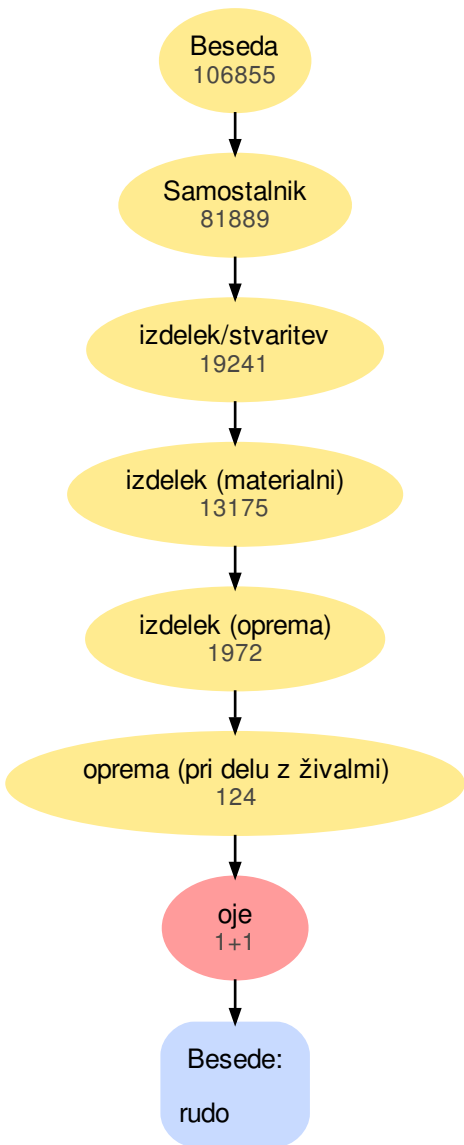 Beseda
106855
Samostalnik
81889
izdelek/stvaritev
19241
izdelek (materialni)
13175
izdelek (oprema)
1972
oprema (pri delu z živalmi)
124
oje
1+1
Besede:
rudo